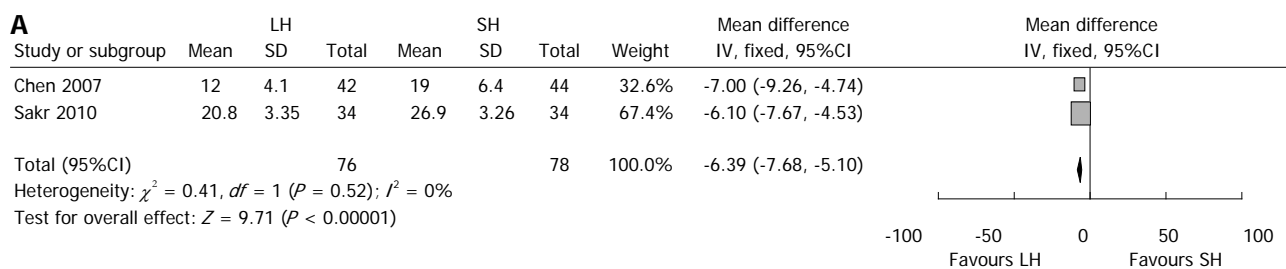 A
LH SH Mean difference Mean difference
Study or subgroup Mean SD Total Mean SD Total Weight IV, fixed, 95%CI IV, fixed, 95%CI
Chen 2007 12 4.1 42 19 6.4 44 32.6% -7.00 (-9.26, -4.74)
Sakr 2010 20.8 3.35 34 26.9 3.26 34 67.4% -6.10 (-7.67, -4.53)
Total (95%CI) 76 78 100.0% -6.39 (-7.68, -5.10)
Heterogeneity: χ² = 0.41, df = 1 (P = 0.52); I² = 0%
Test for overall effect: Z = 9.71 (P < 0.00001)
-100 -50 0 50 100
Favours LH Favours SH